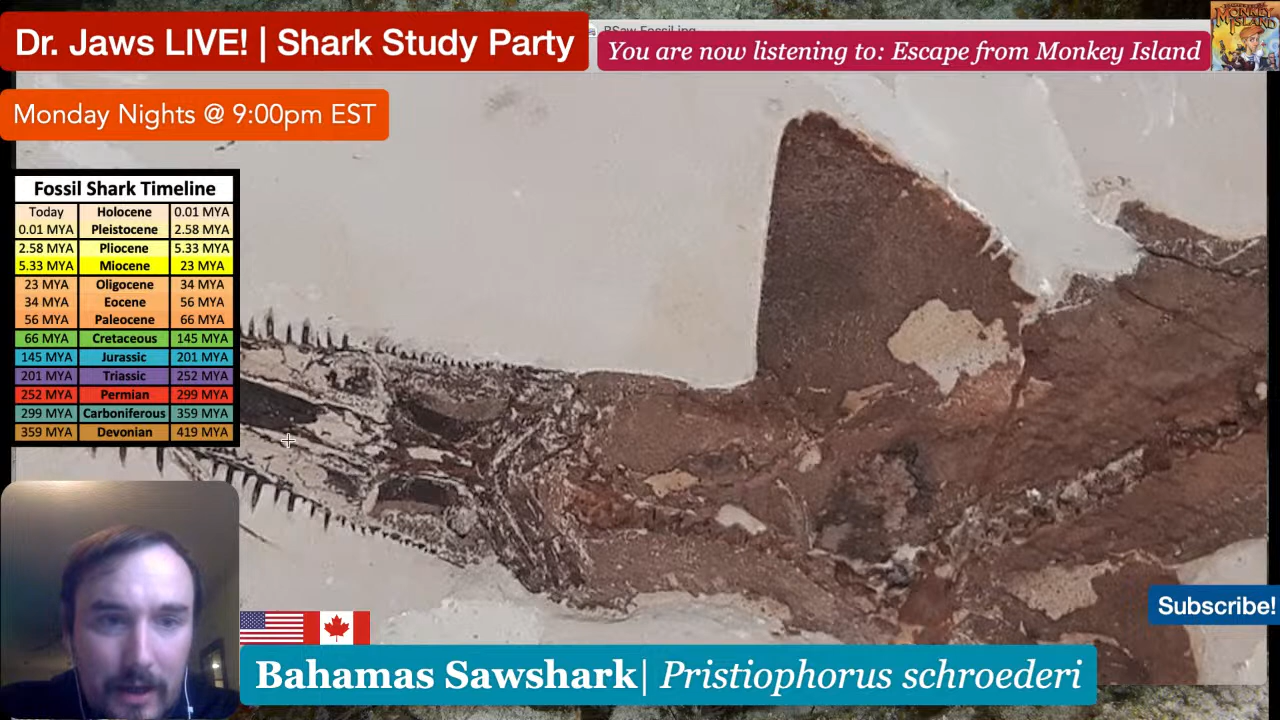 Dr. Jaws LIVE! | Shark Study Party
You are now listening to: Escape from Monkey Island
MONKEY
ISLAND
Monday Nights @ 9:00pm EST
Fossil Shark Timeline
Today Holocene 0.01 MYA
0.01 MYA Pleistocene 2.58 MYA
2.58 MYA Pliocene 5.33 MYA
5.33 MYA Miocene 23 MYA
23 MYA Oligocene 34 MYA
34 MYA Eocene 56 MYA
56 MYA Paleocene 66 MYA
66 MYA Cretaceous 145 MYA
145 MYA Jurassic 201 MYA
201 MYA Triassic 252 MYA
252 MYA Permian 299 MYA
299 MYA Carboniferous 359 MYA
359 MYA Devonian 419 MYA
Subscribe!
Bahamas Sawshark| Pristiophorus schroederi